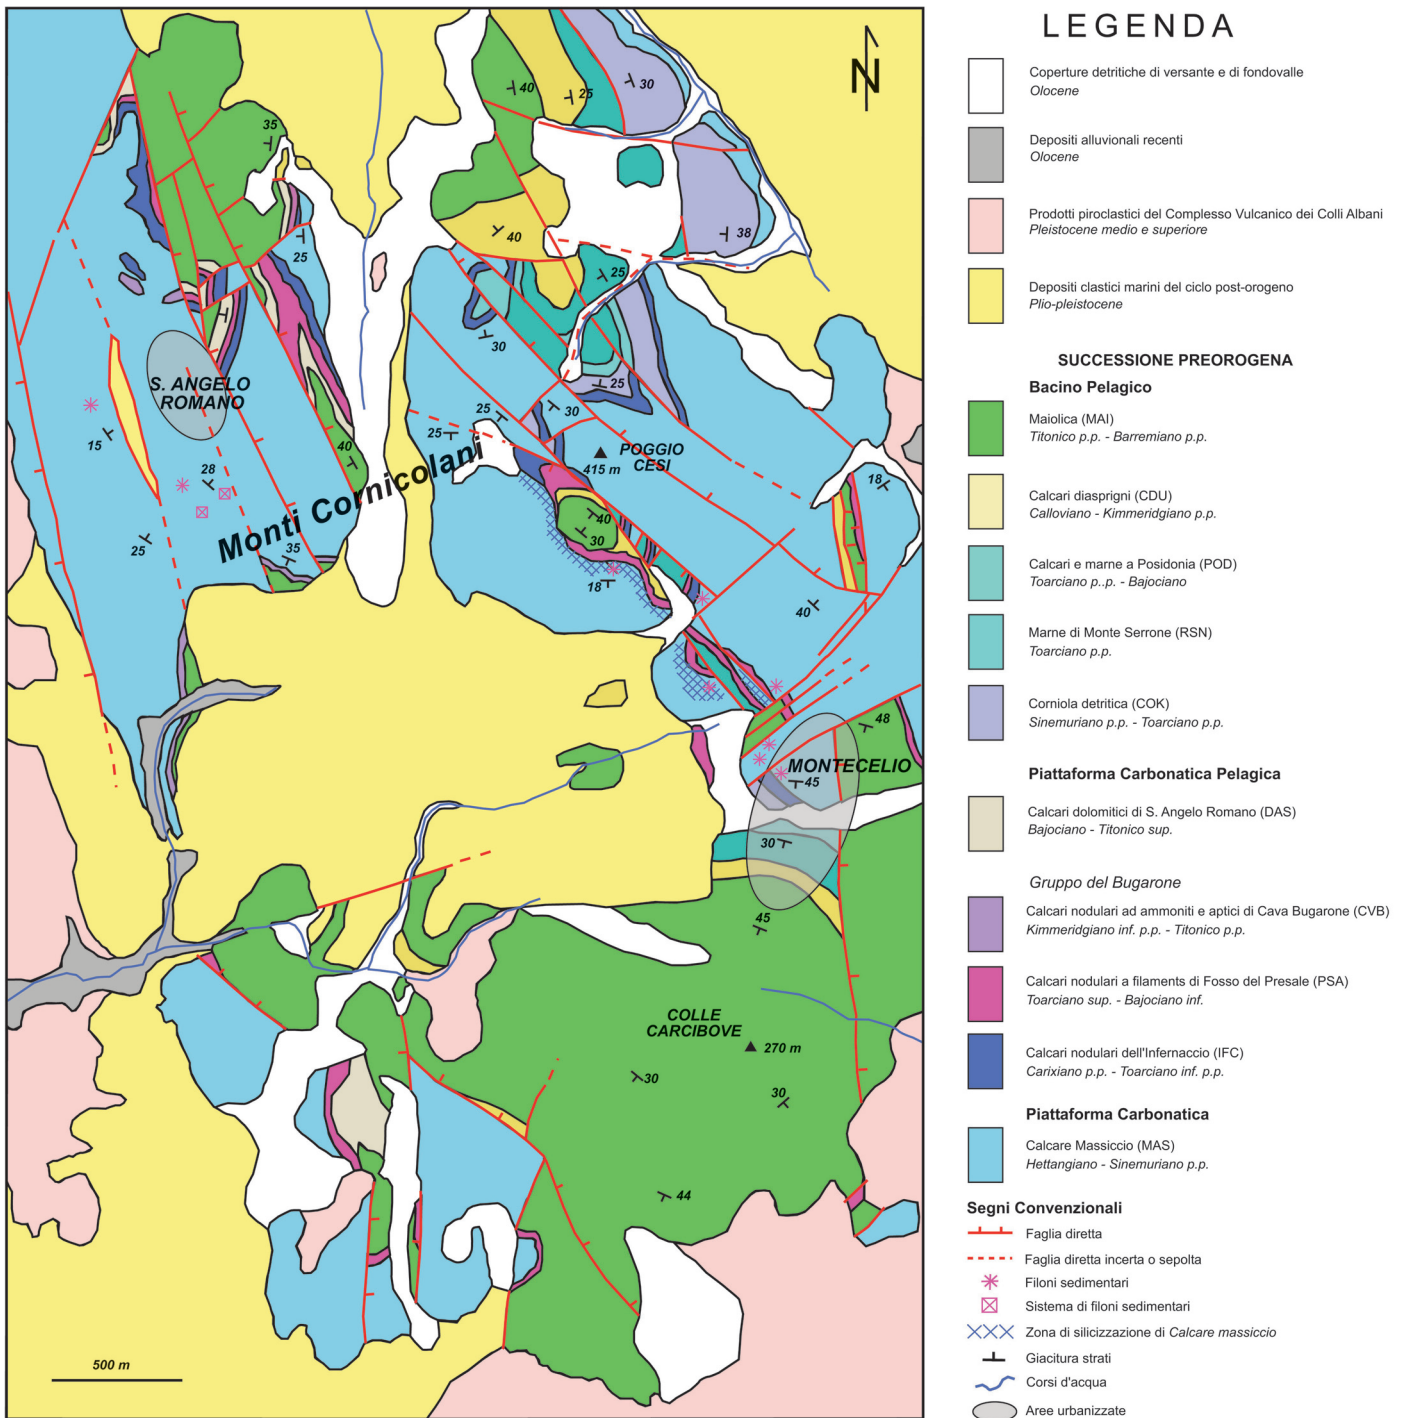 N
40
25
30
35
38
40
25
25
30
25
S. ANGELO
ROMANO
25
30
25
POGGIO
CESI
415 m
15
40
28
18
Monti Cornicolani
40
30
25
35
18
40
48
MONTECELIO
45
30
45
COLLE
CARCIBOVE
270 m
30
30
44
500 m
LEGENDA
Coperture detritiche di versante e di fondovalle
Olocene
Depositi alluvionali recenti
Olocene
Prodotti piroclastici del Complesso Vulcanico dei Colli Albani
Pleistocene medio e superiore
Depositi clastici marini del ciclo post-orogeno
Plio-pleistocene
SUCCESSIONE PREOROGENA
Bacino Pelagico
Maiolica (MAI)
Titonico p.p. - Barremiano p.p.
Calcari diasprigni (CDU)
Calloviano - Kimmeridgiano p.p.
Calcari e marne a Posidonia (POD)
Toarciano p..p. - Bajociano
Marne di Monte Serrone (RSN)
Toarciano p.p.
Corniola detritica (COK)
Sinemuriano p.p. - Toarciano p.p.
Piattaforma Carbonatica Pelagica
Calcari dolomitici di S. Angelo Romano (DAS)
Bajociano - Titonico sup.
Gruppo del Bugarone
Calcari nodulari ad ammoniti e aptici di Cava Bugarone (CVB)
Kimmeridgiano inf. p.p. - Titonico p.p.
Calcari nodulari a filaments di Fosso del Presale (PSA)
Toarciano sup. - Bajociano inf.
Calcari nodulari dell'Infernaccio (IFC)
Carixiano p.p. - Toarciano inf. p.p.
Piattaforma Carbonatica
Calcare Massiccio (MAS)
Hettangiano - Sinemuriano p.p.
Segni Convenzionali
Faglia diretta
Faglia diretta incerta o sepolta
Filoni sedimentari
Sistema di filoni sedimentari
Zona di silicizzazione di Calcare massiccio
Giacitura strati
Corsi d'acqua
Aree urbanizzate